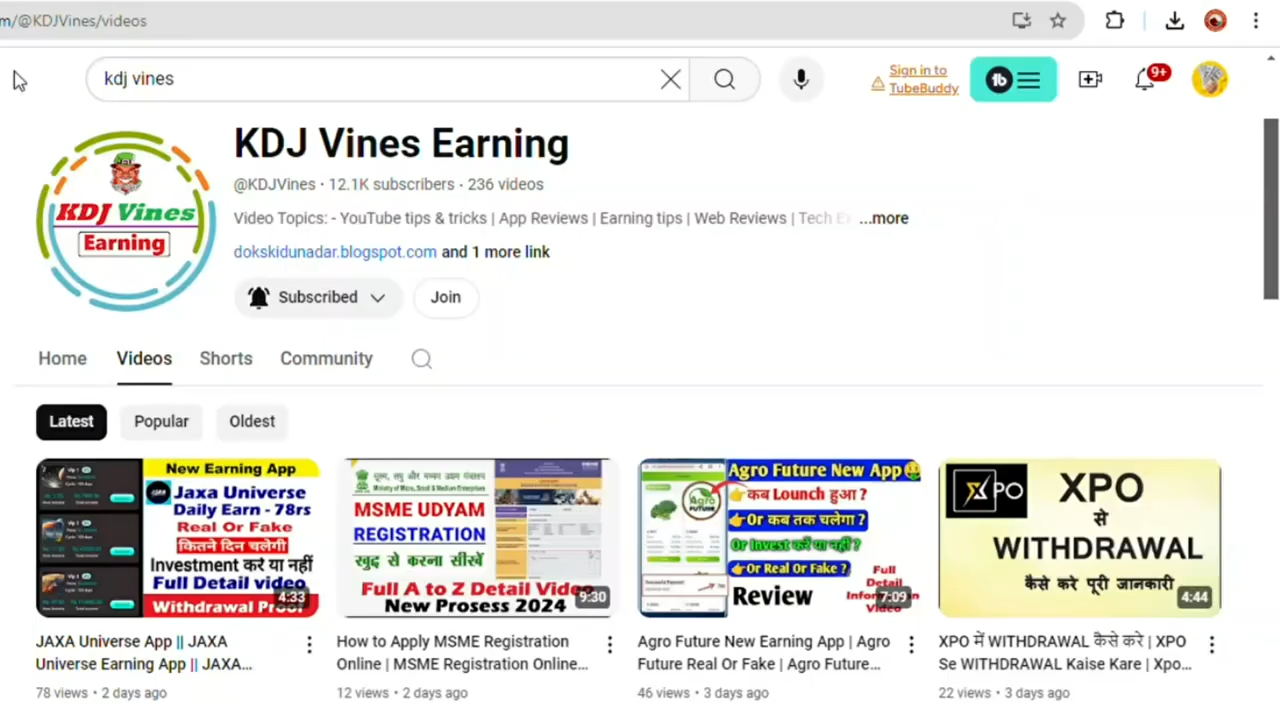 m/@KDJVines/videos
kdj vines
Sign in to
TubeBuddy
9+
KDJ Vines Earning
@KDJVines · 12.1K subscribers · 236 videos
Video Topics: - YouTube tips & tricks | App Reviews | Earning tips | Web Reviews | Tech ...more
dokskidunadar.blogspot.com and 1 more link
KDJ Vines
Earning
Subscribed
Join
Home Videos Shorts Community
Latest Popular Oldest
New Earning App
Jaxa Universe
Daily Earn - 78rs
Real Or Fake
कितने दिन चलेगी
Investment करे या नहीं
Full Detail video
Withdrawal Proof
4:33
सूक्ष्म, लघु और मध्यम उद्यम मंत्रालय
Ministry of Micro, Small & Medium Enterprises
MSME UDYAM
REGISTRATION
खुद से करना सीखें
Full A to Z Detail Video
New Prosess 2024
9:30
Agro Future New App
Agro
FUTURE
कब Lounch हुआ ?
Or कब तक चलेगा ?
Or Invest करें या नहीं ?
Or Real Or Fake ?
Review
Full
Detail
Video
7:09
XPO
XPO
से
WITHDRAWAL
कैसे करे पूरी जानकारी
4:44
JAXA Universe App || JAXA
Universe Earning App || JAXA...
78 views · 2 days ago
How to Apply MSME Registration
Online | MSME Registration Online...
12 views · 2 days ago
Agro Future New Earning App | Agro
Future Real Or Fake | Agro Future...
46 views · 3 days ago
XPO में WITHDRAWAL कैसे करे | XPO
Se WITHDRAWAL Kaise Kare | Xpo...
22 views · 3 days ago